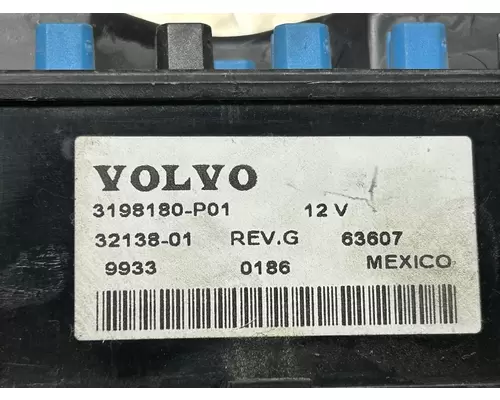 VOLVO
3198180-P01 12 V
32138-01 REV.G 63607
9933 0186 MEXICO